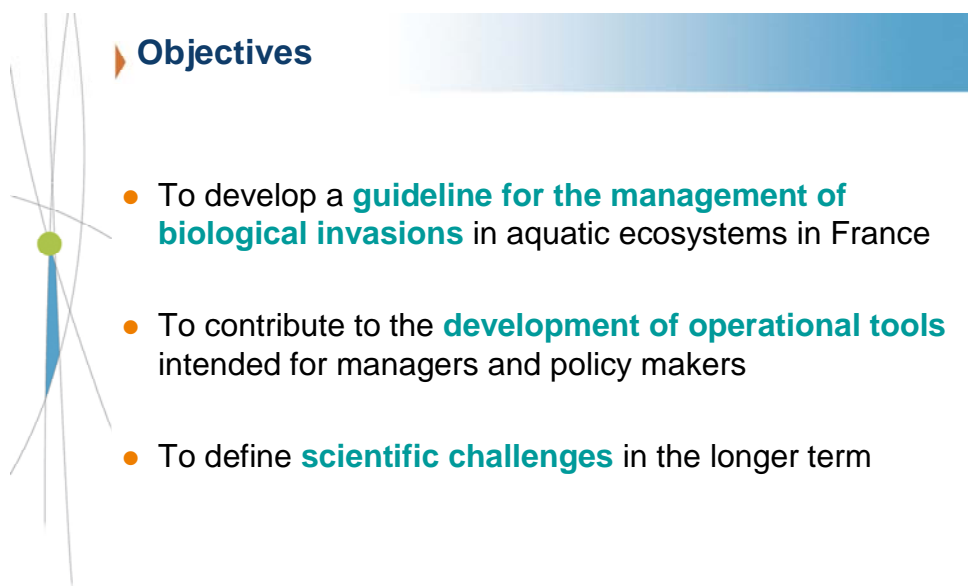 Objectives
To develop a guideline for the management of
biological invasions in aquatic ecosystems in France
To contribute to the development of operational tools
intended for managers and policy makers
To define scientific challenges in the longer term